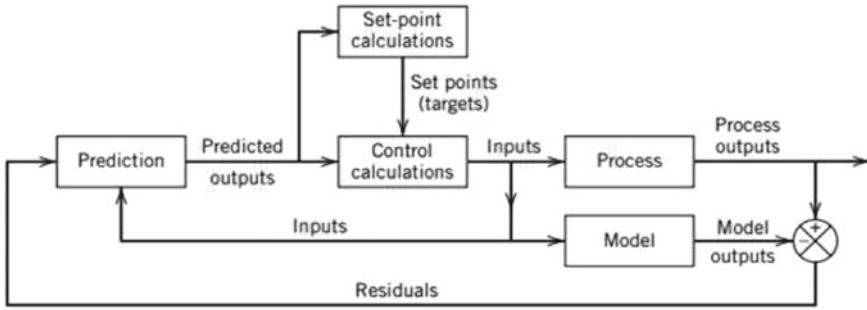 Set-point
calculations
Set points
(targets)
Prediction
Predicted
outputs
Control
calculations
Inputs
Process
Process
outputs
Inputs
Model
Model
outputs
+
−
Residuals